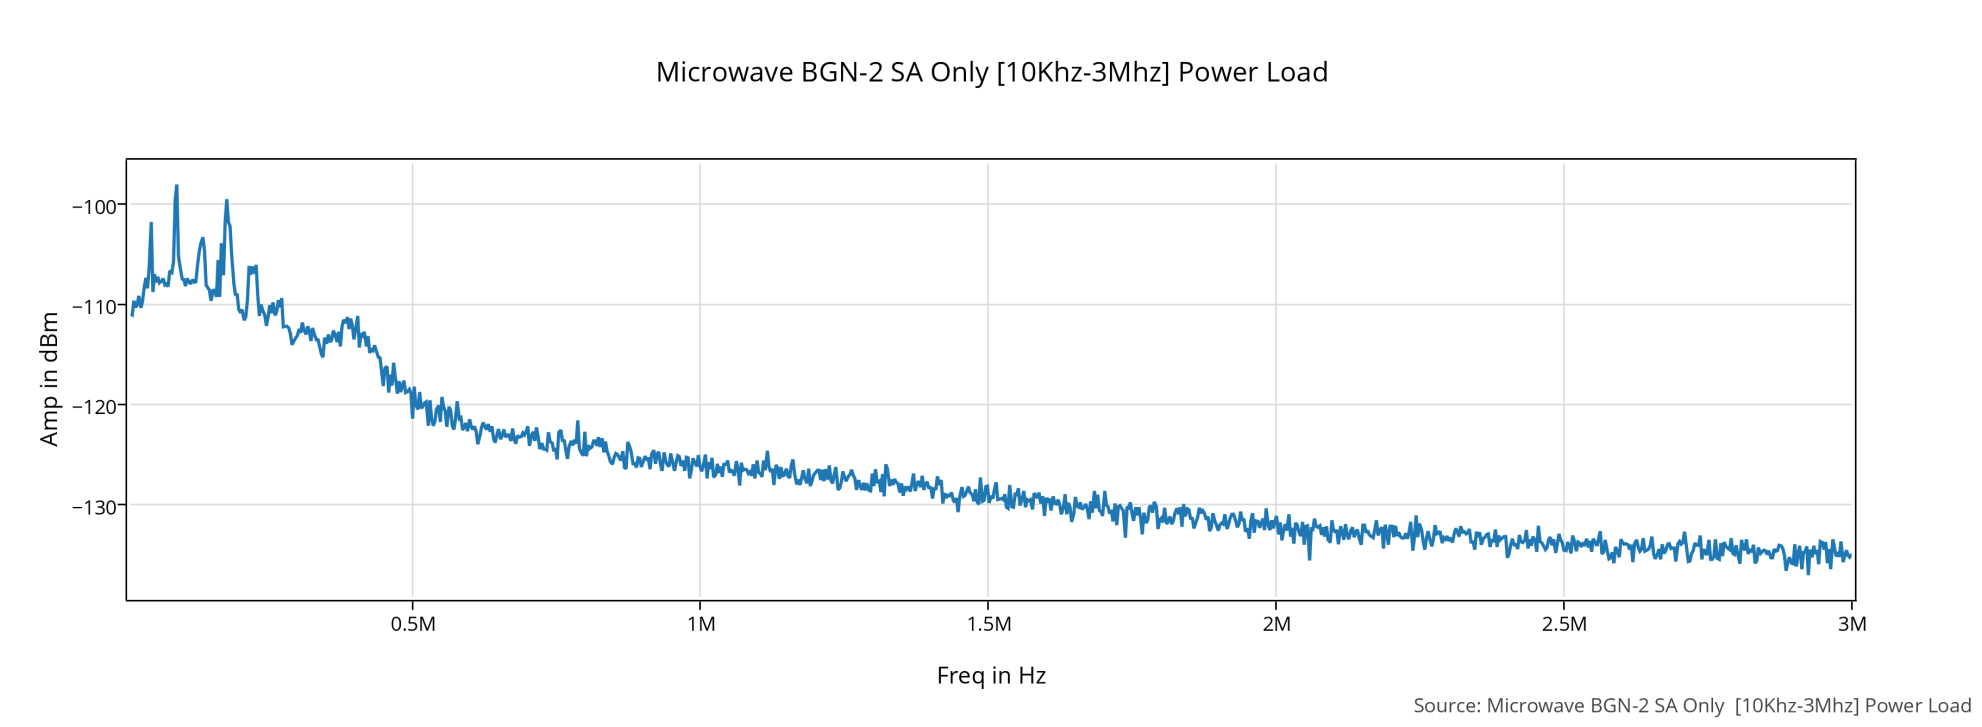 Microwave BGN-2 SA Only [10Khz-3Mhz] Power Load
Amp in dBm
−100
−110
−120
−130
0.5M 1M 1.5M 2M 2.5M 3M
Freq in Hz
Source: Microwave BGN-2 SA Only  [10Khz-3Mhz] Power Load